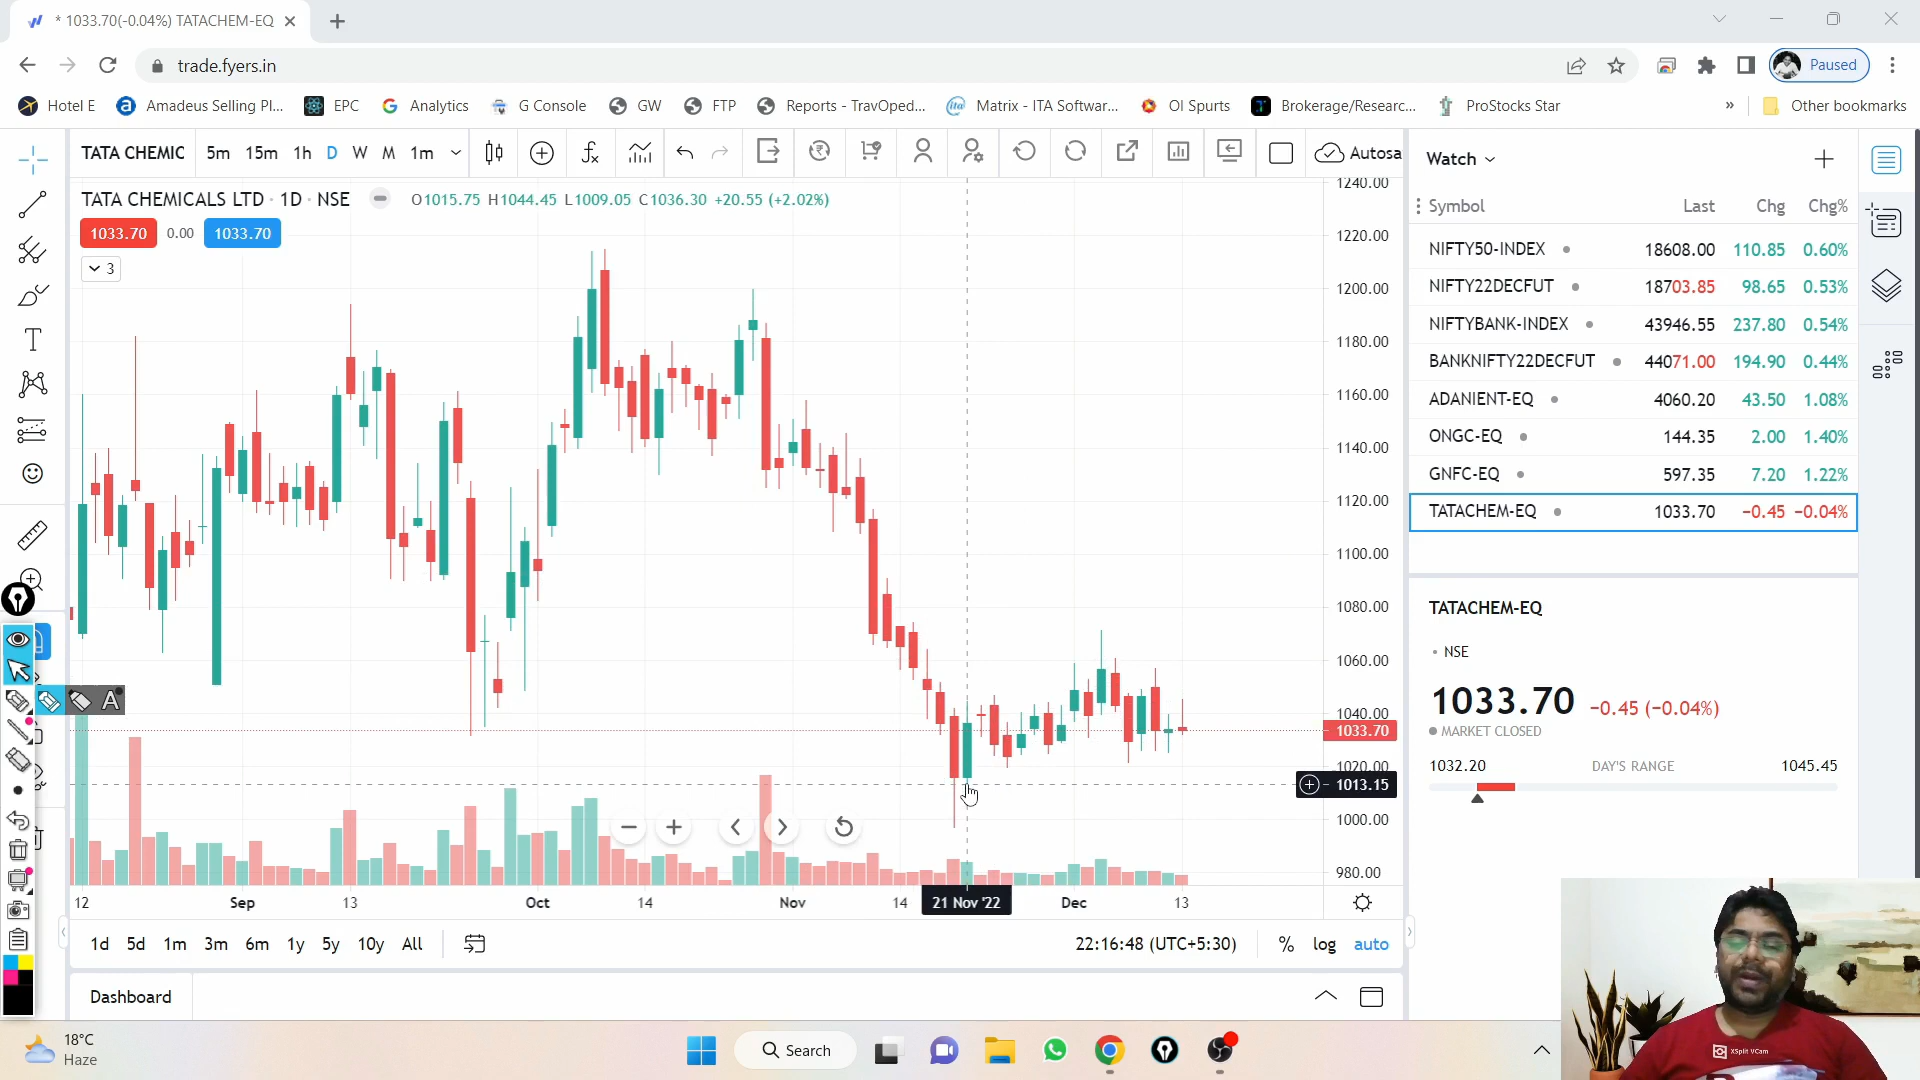 * 1033.70(-0.04%) TATACHEM-EQ
trade.fyers.in
Paused
Hotel E
Amadeus Selling Pl...
EPC
Analytics
G Console
GW
FTP
Reports - TravOped...
Matrix - ITA Softwar...
OI Spurts
Brokerage/Researc...
ProStocks Star
»
Other bookmarks
TATA CHEMIC
5m 15m 1h D W M 1m
Autosa
TATA CHEMICALS LTD · 1D · NSE
O1015.75 H1044.45 L1009.05 C1036.30 +20.55 (+2.02%)
1033.70 0.00 1033.70
3
1240.00
1220.00
1200.00
1180.00
1160.00
1140.00
1120.00
1100.00
1080.00
1060.00
1040.00
1033.70
1020.00
1013.15
1000.00
980.00
12 Sep 13 Oct 14 Nov 14 21 Nov '22 Dec 13
1d 5d 1m 3m 6m 1y 5y 10y All
22:16:48 (UTC+5:30)
% log auto
Dashboard
Watch
Symbol Last Chg Chg%
NIFTY50-INDEX 18608.00 110.85 0.60%
NIFTY22DECFUT 18703.85 98.65 0.53%
NIFTYBANK-INDEX 43946.55 237.80 0.54%
BANKNIFTY22DECFUT 44071.00 194.90 0.44%
ADANIENT-EQ 4060.20 43.50 1.08%
ONGC-EQ 144.35 2.00 1.40%
GNFC-EQ 597.35 7.20 1.22%
TATACHEM-EQ 1033.70 −0.45 −0.04%
TATACHEM-EQ
• NSE
1033.70 −0.45 (−0.04%)
MARKET CLOSED
1032.20 DAY'S RANGE 1045.45
T
A
18°C
Haze
Search
XSplit VCam